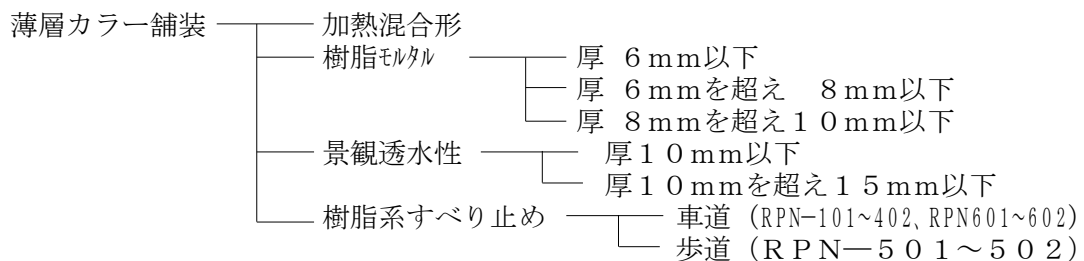 薄層カラー舗装 加熱混合形
樹脂ﾓﾙﾀﾙ 厚 6mm以下
厚 6mmを超え 8mm以下
厚 8mmを超え10mm以下
景観透水性 厚10mm以下
厚10mmを超え15mm以下
樹脂系すべり止め 車道（RPN―101~402､RPN601~602）
歩道（RPN―501～502）